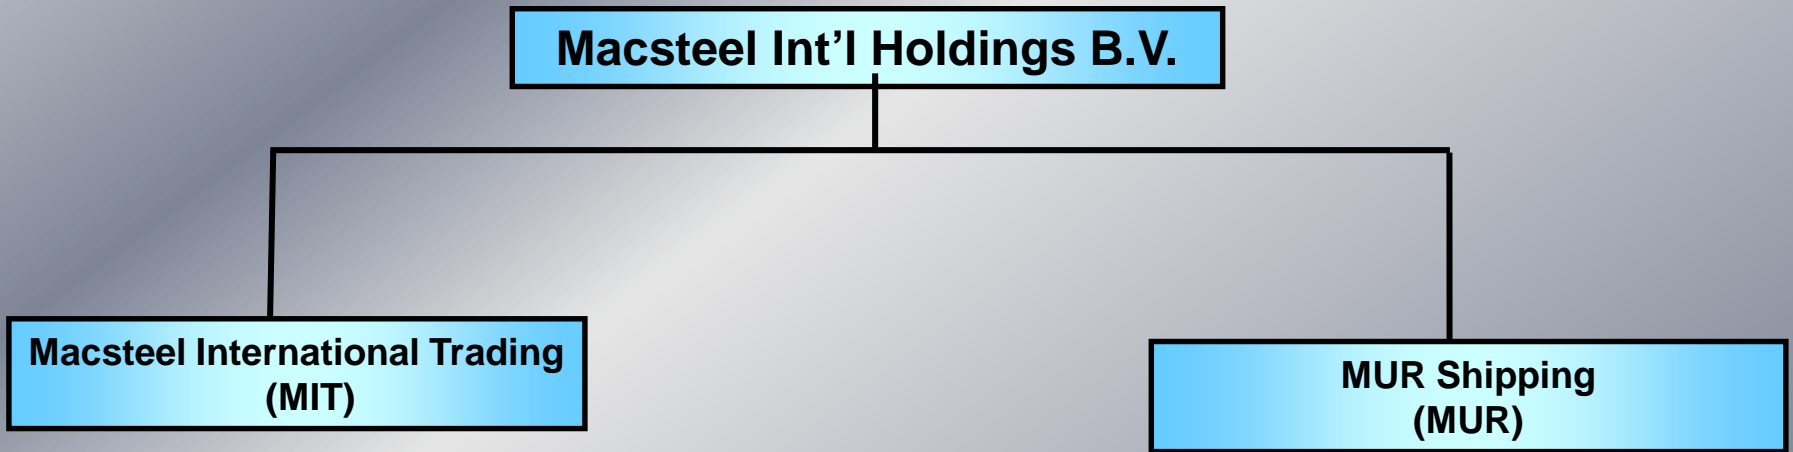 Macsteel Int’l Holdings B.V.
Macsteel International Trading
(MIT)
MUR Shipping
(MUR)